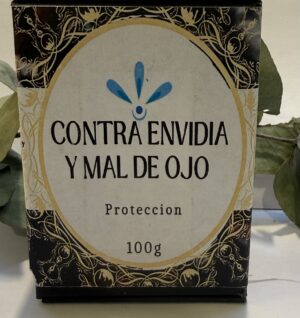 CONTRA ENVIDIA
Y MAL DE OJO
Proteccion
100g